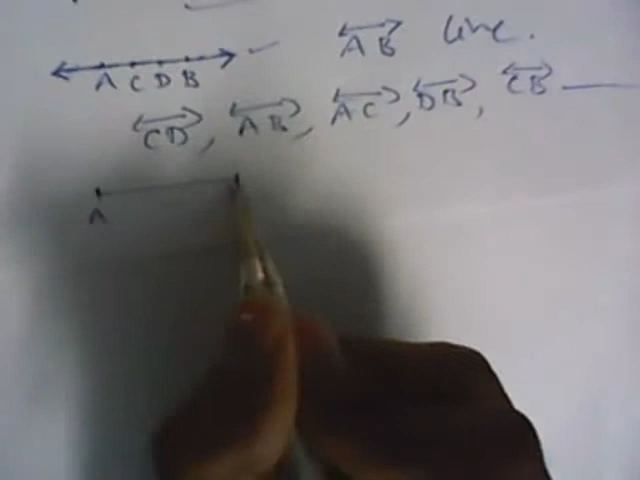 A C D B AB line.
CD, AB, AC, DB, CB
A